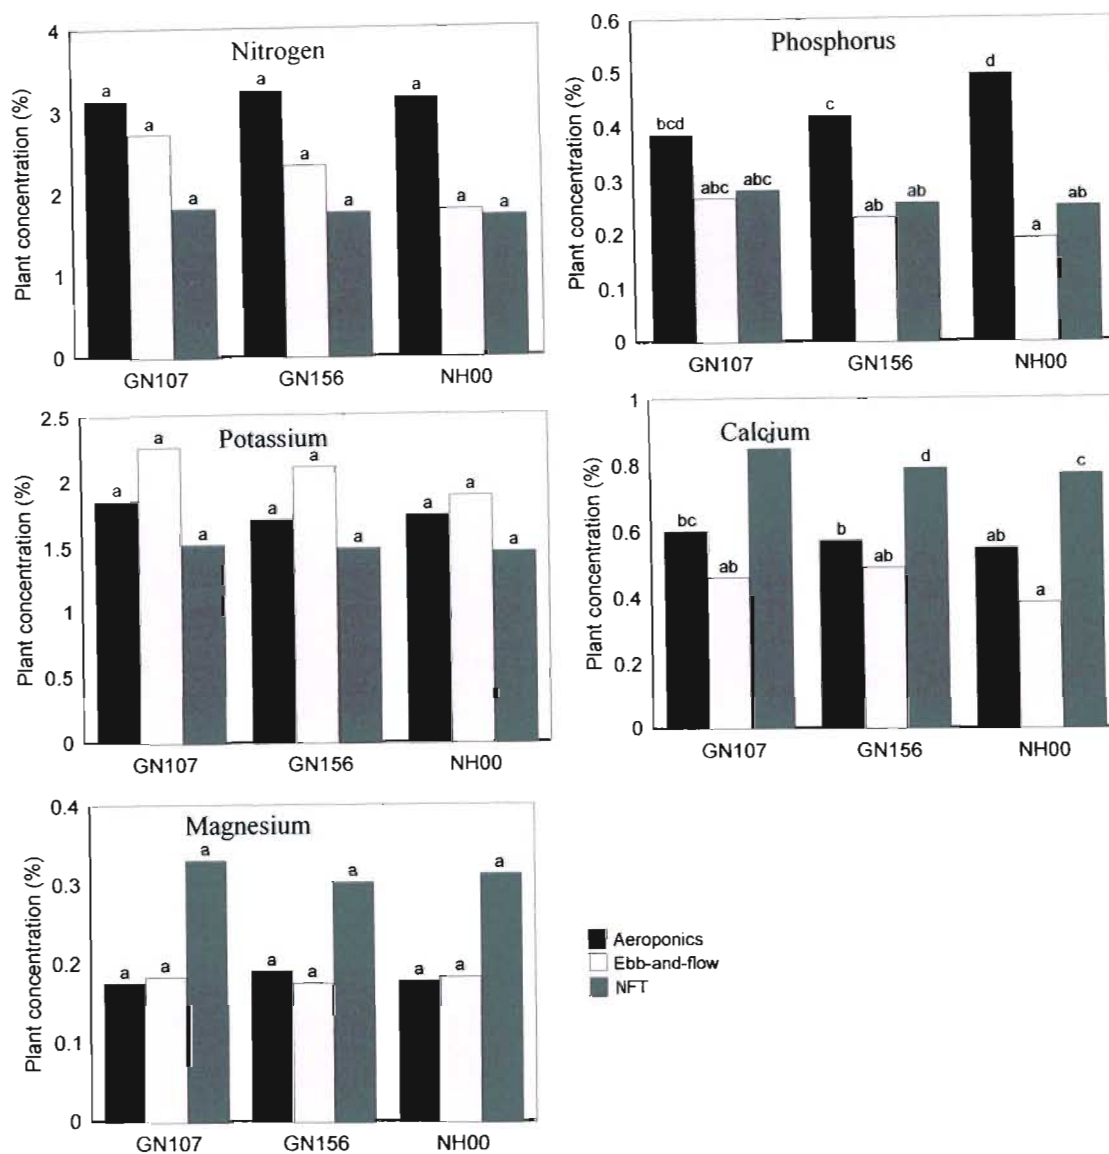 Nitrogen
Plant concentration (%)
4
3
2
1
0
a a a a a a a a a
GN107 GN156 NH00
Phosphorus
Plant concentration (%)
0.6
0.5
0.4
0.3
0.2
0.1
0
bcd abc abc c ab ab d a ab
GN107 GN156 NH00
Potassium
Plant concentration (%)
2.5
2
1.5
1
0.5
0
a a a a a a a a a
GN107 GN156 NH00
Calcium
Plant concentration (%)
1
0.8
0.6
0.4
0.2
0
bc ab d b ab d ab a c
GN107 GN156 NH00
Magnesium
Plant concentration (%)
0.4
0.3
0.2
0.1
0
a a a a a a a a a
GN107 GN156 NH00
Aeroponics
Ebb-and-flow
NFT